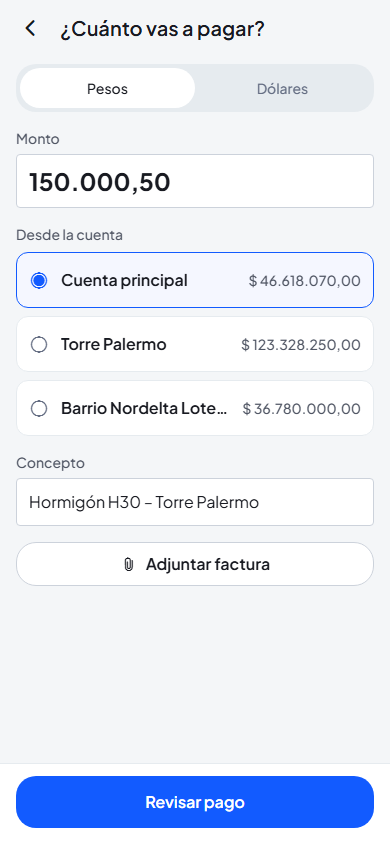 ¿Cuánto vas a pagar?
Pesos
Dólares
Monto
150.000,50
Desde la cuenta
Cuenta principal $ 46.618.070,00
Torre Palermo $ 123.328.250,00
Barrio Nordelta Lote… $ 36.780.000,00
Concepto
Hormigón H30 – Torre Palermo
Adjuntar factura
Revisar pago